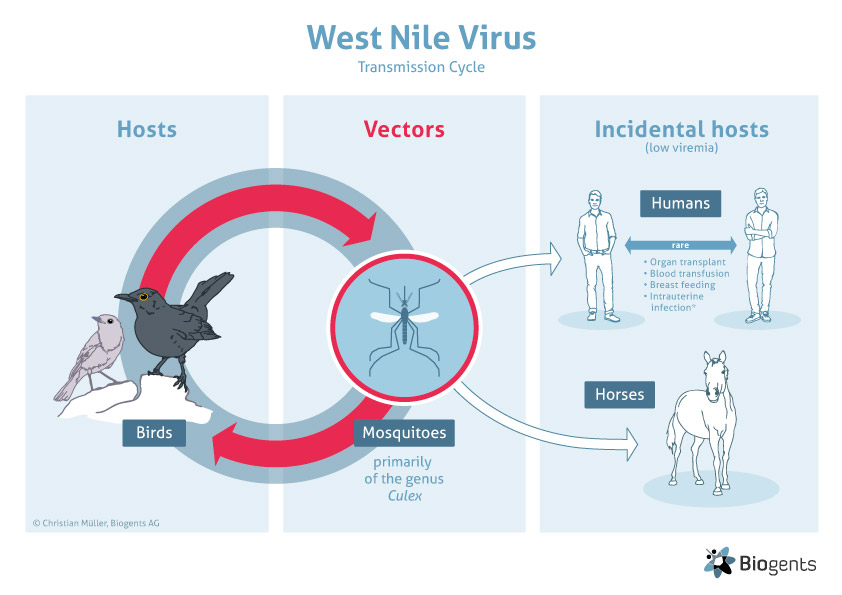 West Nile Virus
Transmission Cycle
Hosts
Vectors
Incidental hosts
(low viremia)
Humans
rare
• Organ transplant
• Blood transfusion
• Breast feeding
• Intrauterine
infection*
Horses
Birds
Mosquitoes
primarily
of the genus
Culex
© Christian Müller, Biogents AG
Biogents